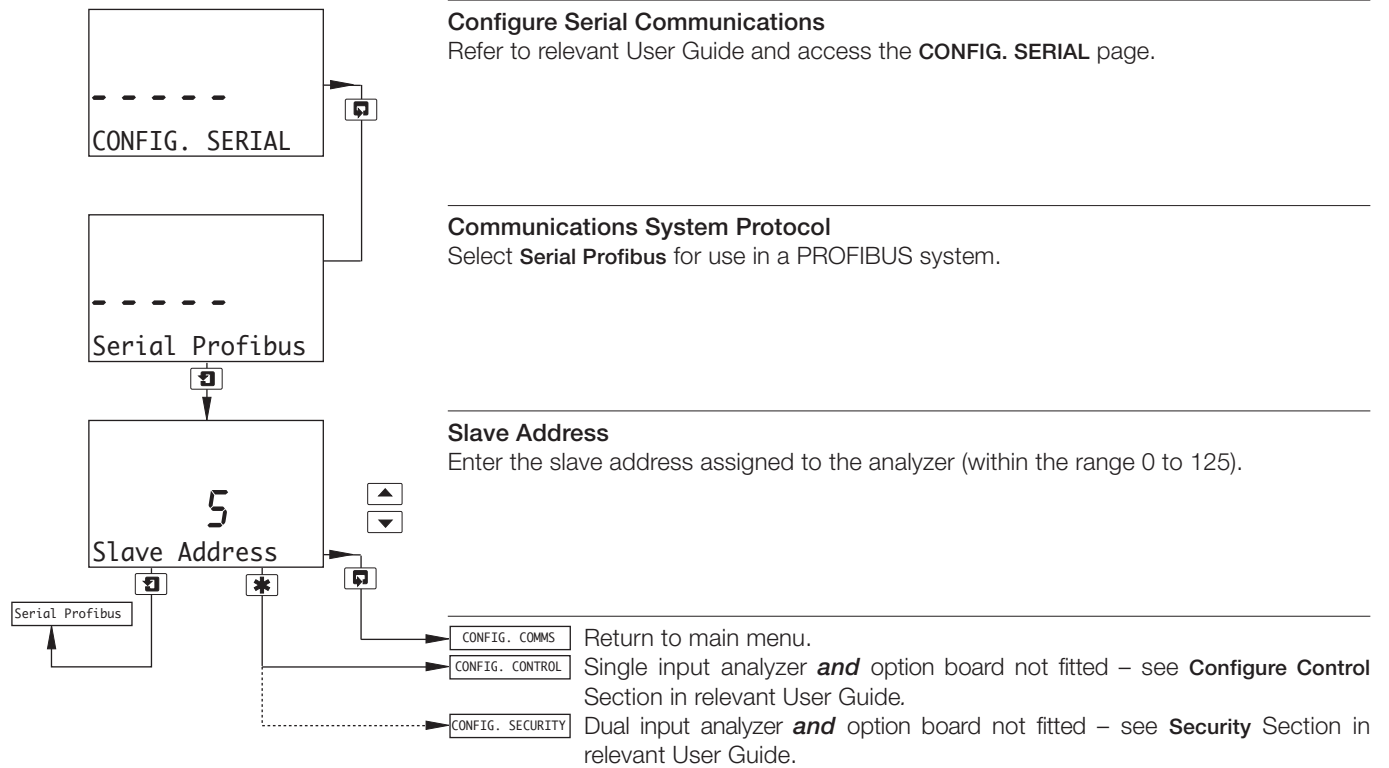 Configure Serial Communications
Refer to relevant User Guide and access the CONFIG. SERIAL page.
- - - - -
CONFIG. SERIAL
Communications System Protocol
Select Serial Profibus for use in a PROFIBUS system.
- - - - -
Serial Profibus
Slave Address
Enter the slave address assigned to the analyzer (within the range 0 to 125).
5
Slave Address
Serial Profibus
CONFIG. COMMS Return to main menu.
CONFIG. CONTROL Single input analyzer and option board not fitted – see Configure Control
Section in relevant User Guide.
CONFIG. SECURITY Dual input analyzer and option board not fitted – see Security Section in
relevant User Guide.